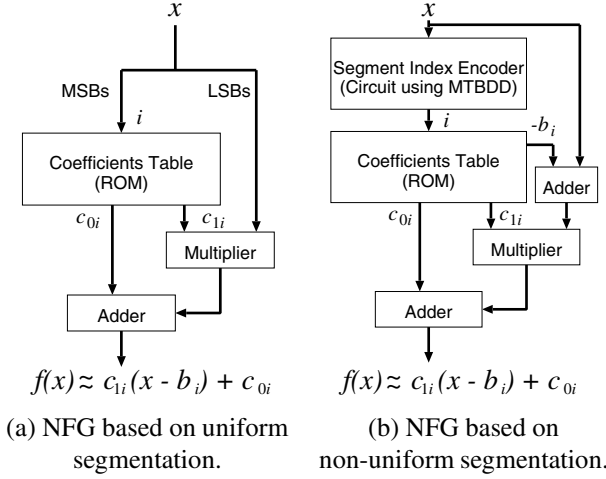 x
MSBs
LSBs
i
Coefficients Table
(ROM)
c0i
c1i
Multiplier
Adder
f(x) ≈ c1i(x - bi) + c0i
(a) NFG based on uniform
segmentation.
x
Segment Index Encoder
(Circuit using MTBDD)
i
-bi
Coefficients Table
(ROM)
Adder
c0i
c1i
Multiplier
Adder
f(x) ≈ c1i(x - bi) + c0i
(b) NFG based on
non-uniform segmentation.